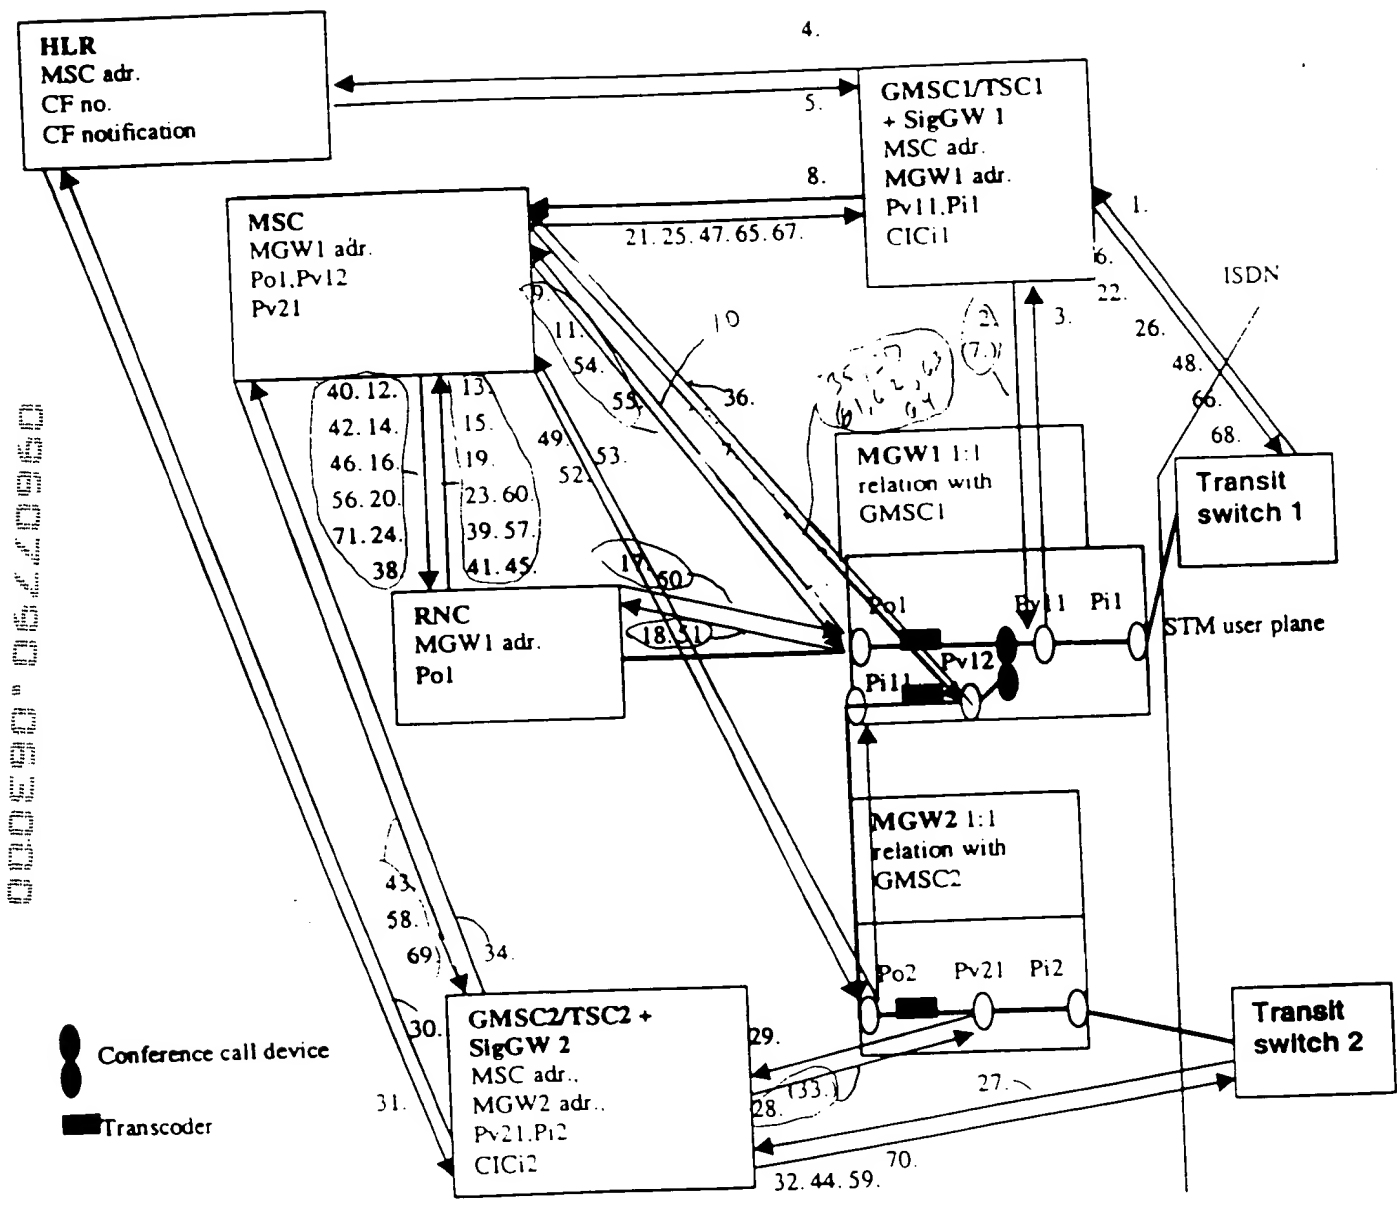 4.
HLR
MSC adr.
CF no.
CF notification
5.
GMSC1/TSC1
+ SigGW 1
MSC adr.
MGW1 adr.
Pv11.Pi1
CICi1
8.
MSC
MGW1 adr.
Po1.Pv12
Pv21
21. 25. 47. 65. 67.
1.
6.
22.
26.
48.
66.
68.
ISDN
9.
11.
54.
55.
10
36.
2.
(7.)
3.
40. 12.
42. 14.
46. 16.
56. 20.
71. 24.
38
13.
15.
19.
23. 60.
39. 57.
41. 45.
49.
52.
53.
MGW1 1:1
relation with
GMSC1
Transit
switch 1
17.
50.
18.51
RNC
MGW1 adr.
Po1
Po1
Pv11
Pi1
Pv12
Pi11
STM user plane
MGW2 1:1
relation with
GMSC2
43.
58.
69.
34.
Po2
Pv21
Pi2
30.
31.
GMSC2/TSC2 +
SigGW 2
MSC adr..
MGW2 adr..
Pv21.Pi2
CICi2
29.
28.
(33.)
27.
70.
32. 44. 59.
Transit
switch 2
Conference call device
Transcoder